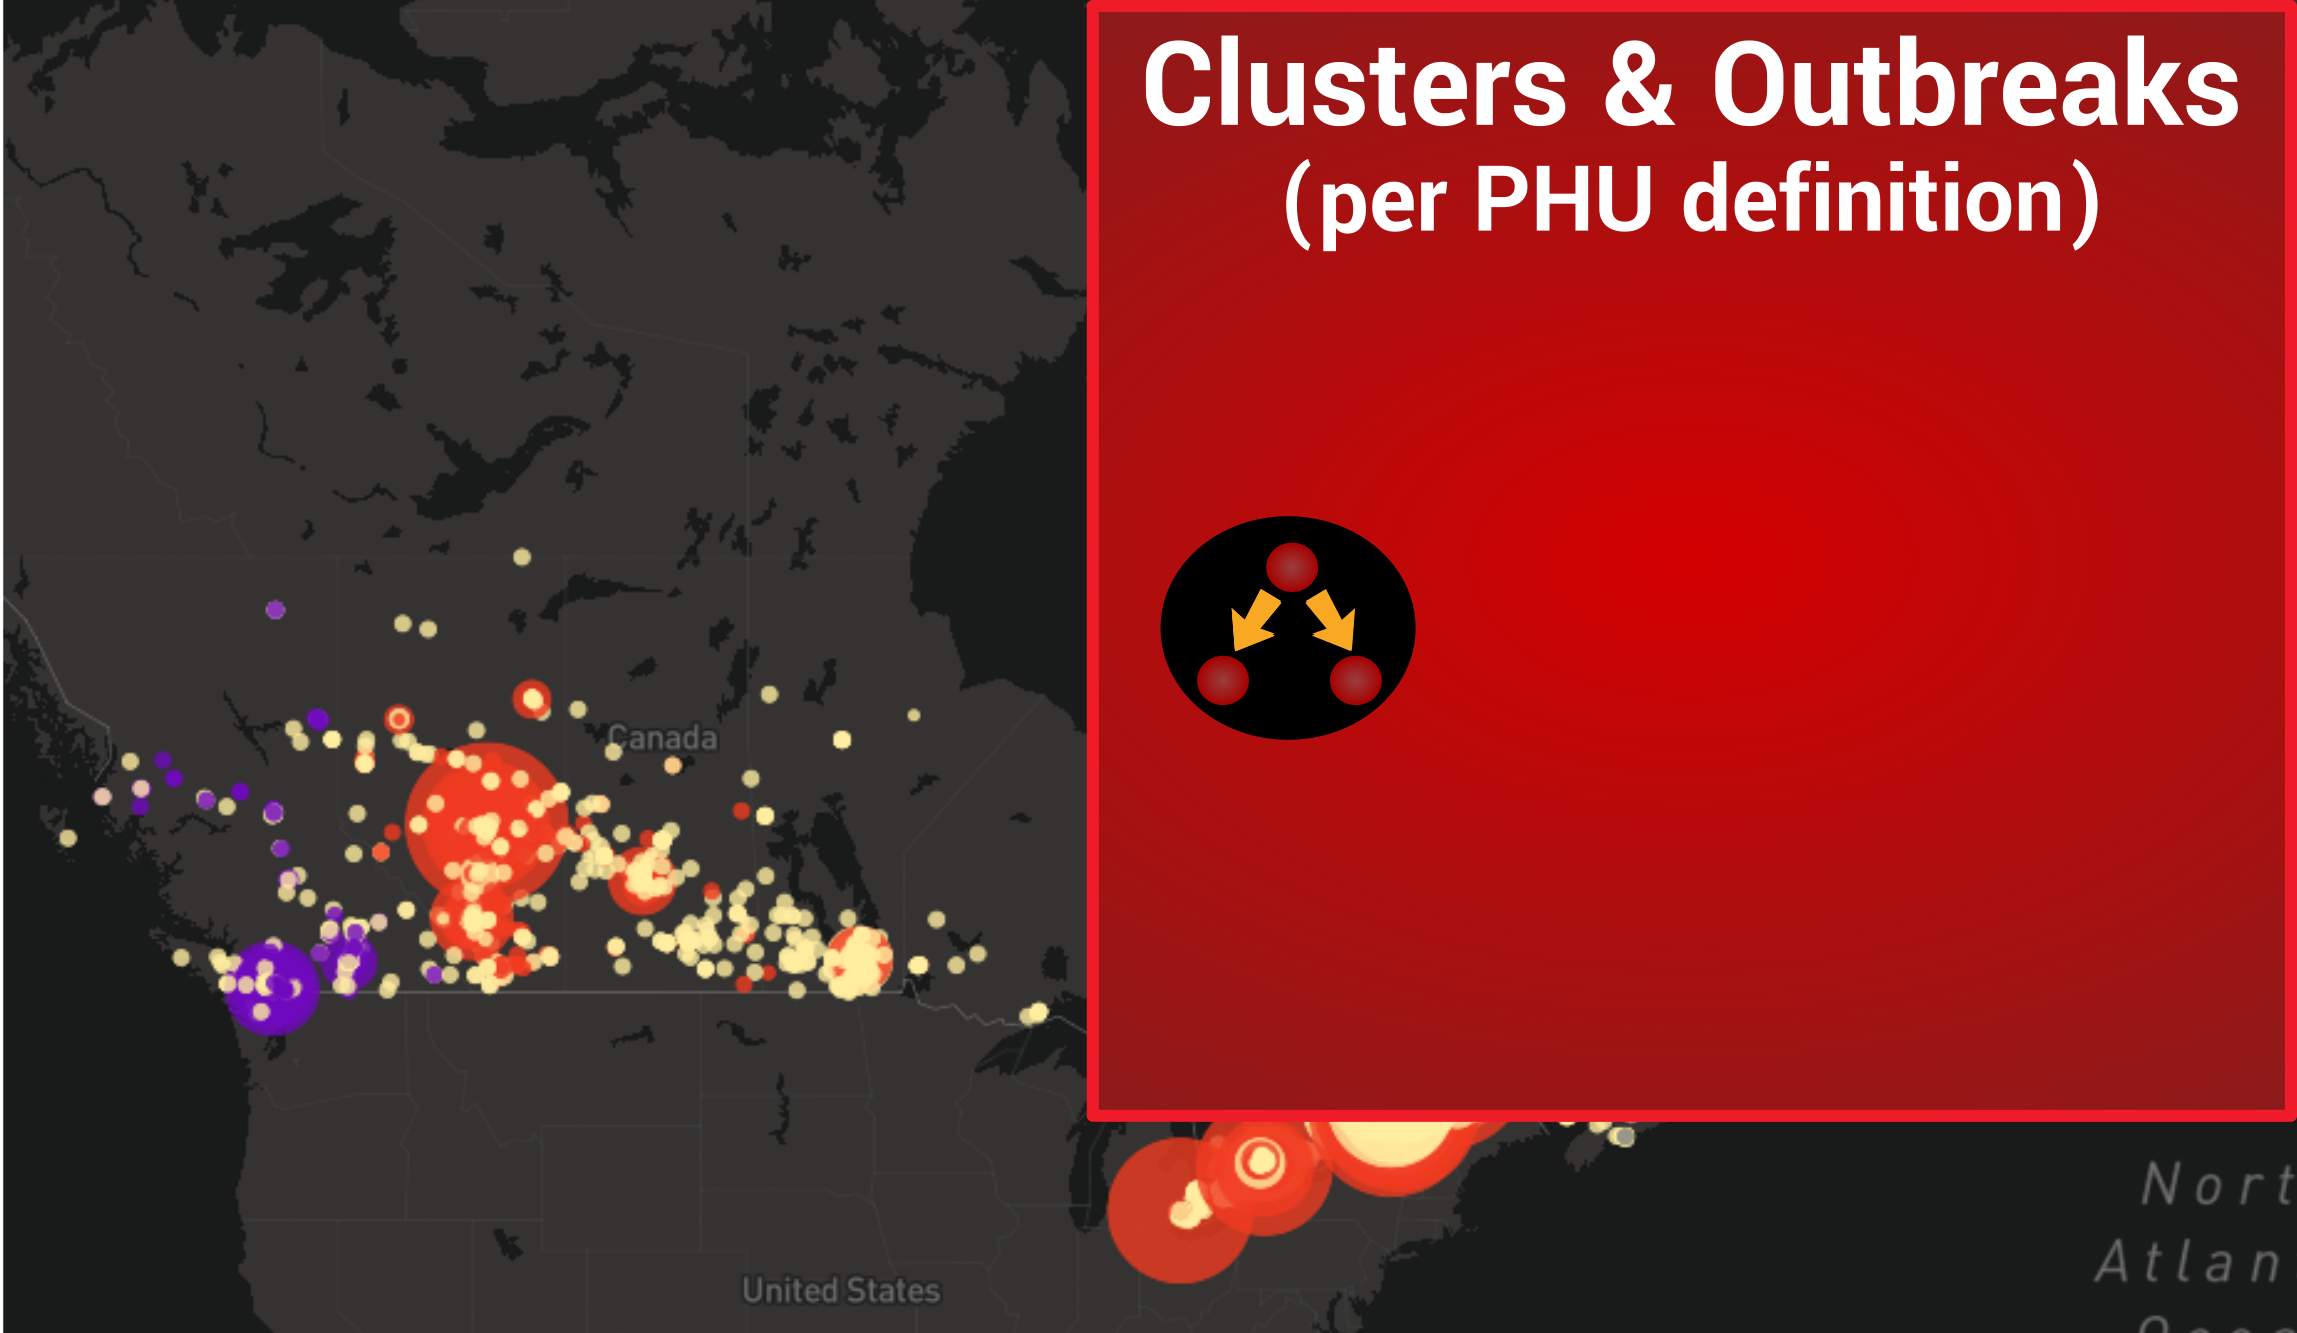 Clusters & Outbreaks
(per PHU definition)
Canada
United States
Nort
Atlan